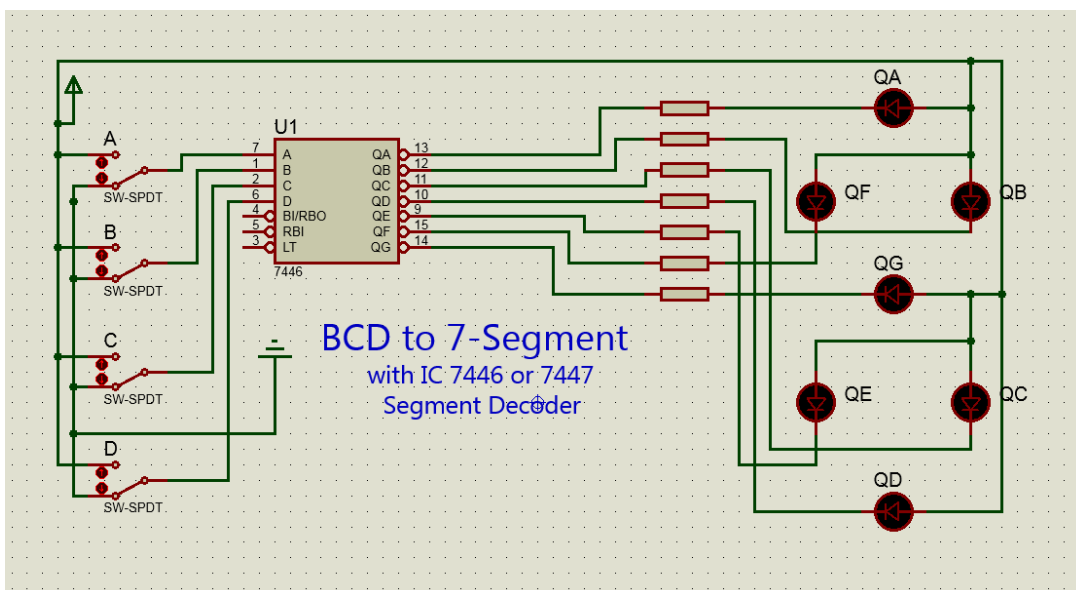 QA
A
U1
7 A QA 13
1 B QB 12
2 C QC 11
6 D QD 10
4 BI/RBO QE 9
5 RBI QF 15
3 LT QG 14
7446
SW-SPDT
B
SW-SPDT
C
SW-SPDT
D
SW-SPDT
QF
QB
QG
BCD to 7-Segment
with IC 7446 or 7447
Segment Decoder
QE
QC
QD